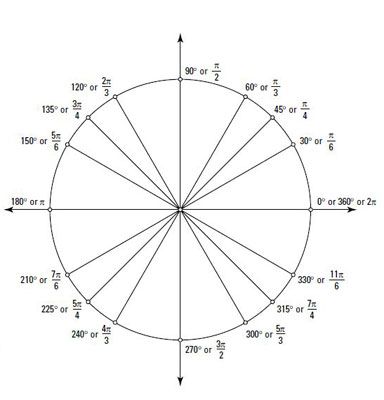 90° or π/2
120° or 2π/3
60° or π/3
135° or 3π/4
45° or π/4
150° or 5π/6
30° or π/6
180° or π
0° or 360° or 2π
210° or 7π/6
330° or 11π/6
225° or 5π/4
315° or 7π/4
240° or 4π/3
300° or 5π/3
270° or 3π/2